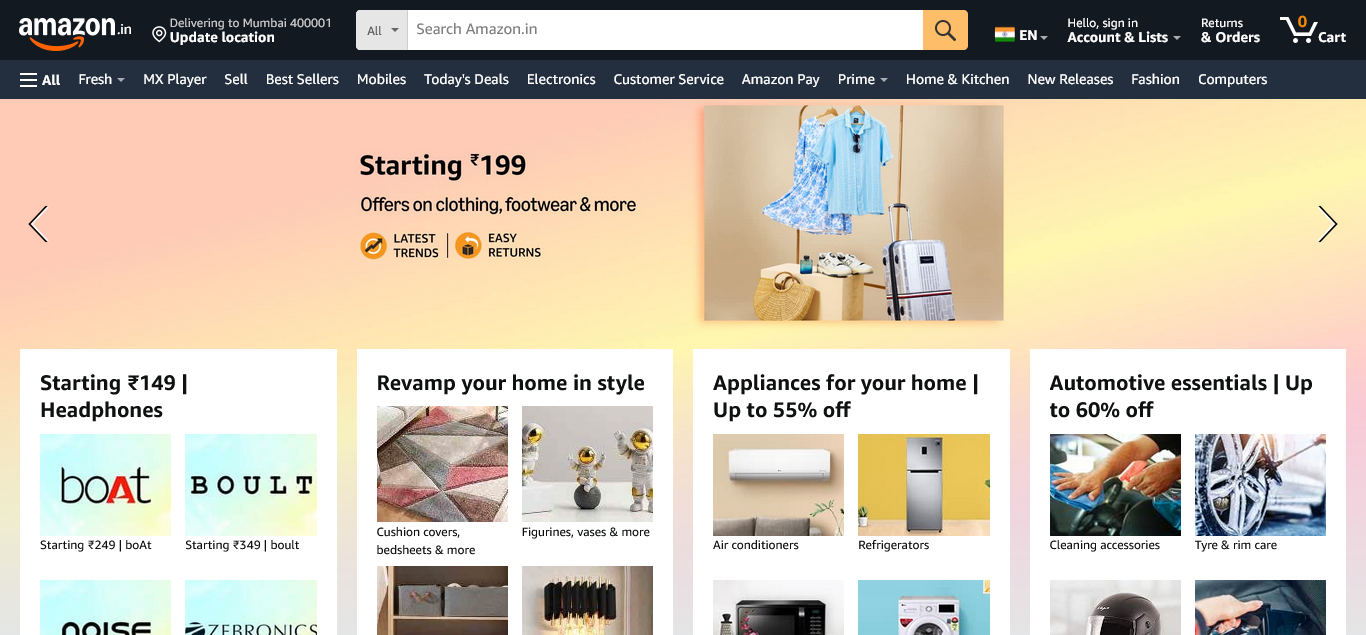 amazon.in
Delivering to Mumbai 400001
Update location
All
Search Amazon.in
EN
Hello, sign in
Account & Lists
Returns
& Orders
0
Cart
All
Fresh
MX Player
Sell
Best Sellers
Mobiles
Today's Deals
Electronics
Customer Service
Amazon Pay
Prime
Home & Kitchen
New Releases
Fashion
Computers
Starting ₹199
Offers on clothing, footwear & more
LATEST
TRENDS
EASY
RETURNS
Starting ₹149 |
Headphones
boAt
BOULT
Starting ₹249 | boAt
Starting ₹349 | boult
noise
ZEBRONICS
Revamp your home in style
Cushion covers,
bedsheets & more
Figurines, vases & more
Appliances for your home |
Up to 55% off
Air conditioners
Refrigerators
Automotive essentials | Up
to 60% off
Cleaning accessories
Tyre & rim care